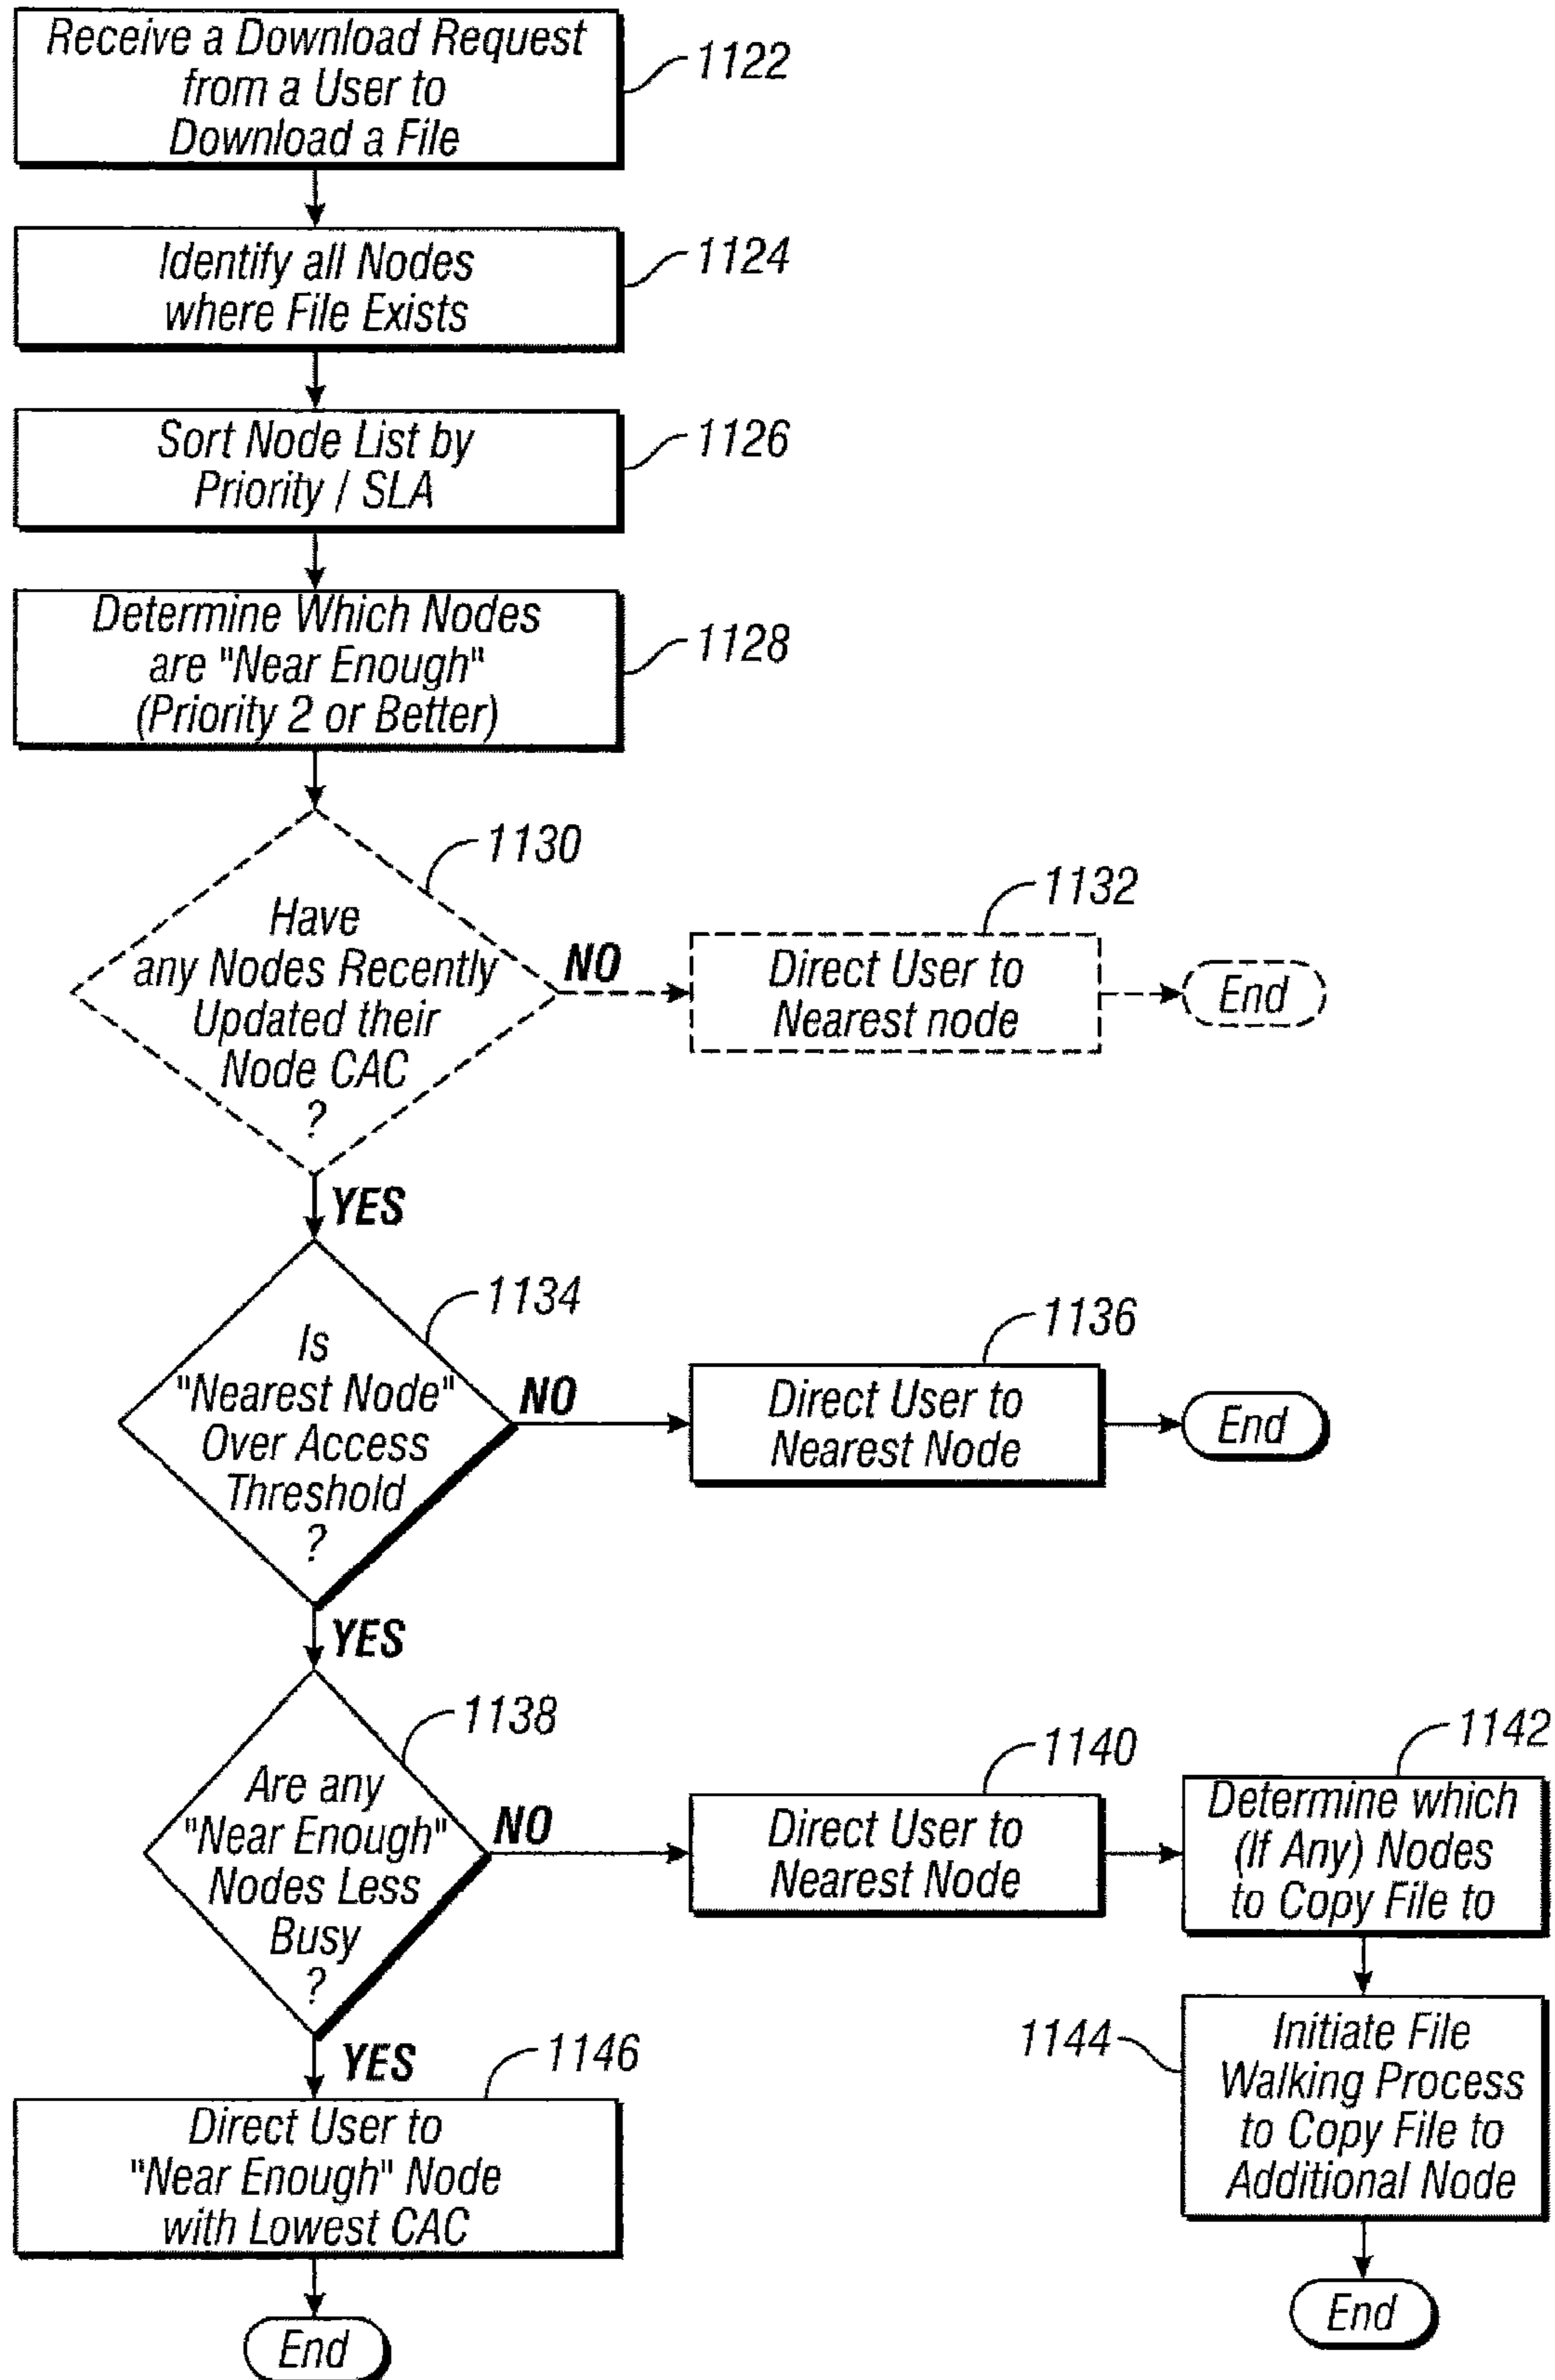 Receive a Download Request
from a User to
Download a File
1122
Identify all Nodes
where File Exists
1124
Sort Node List by
Priority / SLA
1126
Determine Which Nodes
are "Near Enough"
(Priority 2 or Better)
1128
1130
Have
any Nodes Recently
Updated their
Node CAC
?
NO
1132
Direct User to
Nearest node
End
YES
1134
Is
"Nearest Node"
Over Access
Threshold
?
NO
1136
Direct User to
Nearest Node
End
YES
1138
Are any
"Near Enough"
Nodes Less
Busy
?
NO
1140
Direct User to
Nearest Node
1142
Determine which
(If Any) Nodes
to Copy File to
1144
Initiate File
Walking Process
to Copy File to
Additional Node
End
YES
1146
Direct User to
"Near Enough" Node
with Lowest CAC
End